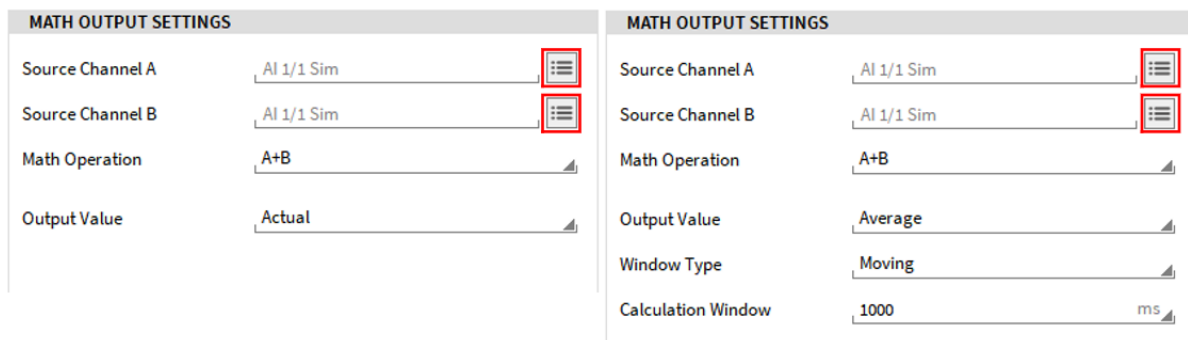 MATH OUTPUT SETTINGS
Source Channel A AI 1/1 Sim
Source Channel B AI 1/1 Sim
Math Operation A+B
Output Value Actual
MATH OUTPUT SETTINGS
Source Channel A AI 1/1 Sim
Source Channel B AI 1/1 Sim
Math Operation A+B
Output Value Average
Window Type Moving
Calculation Window 1000 ms